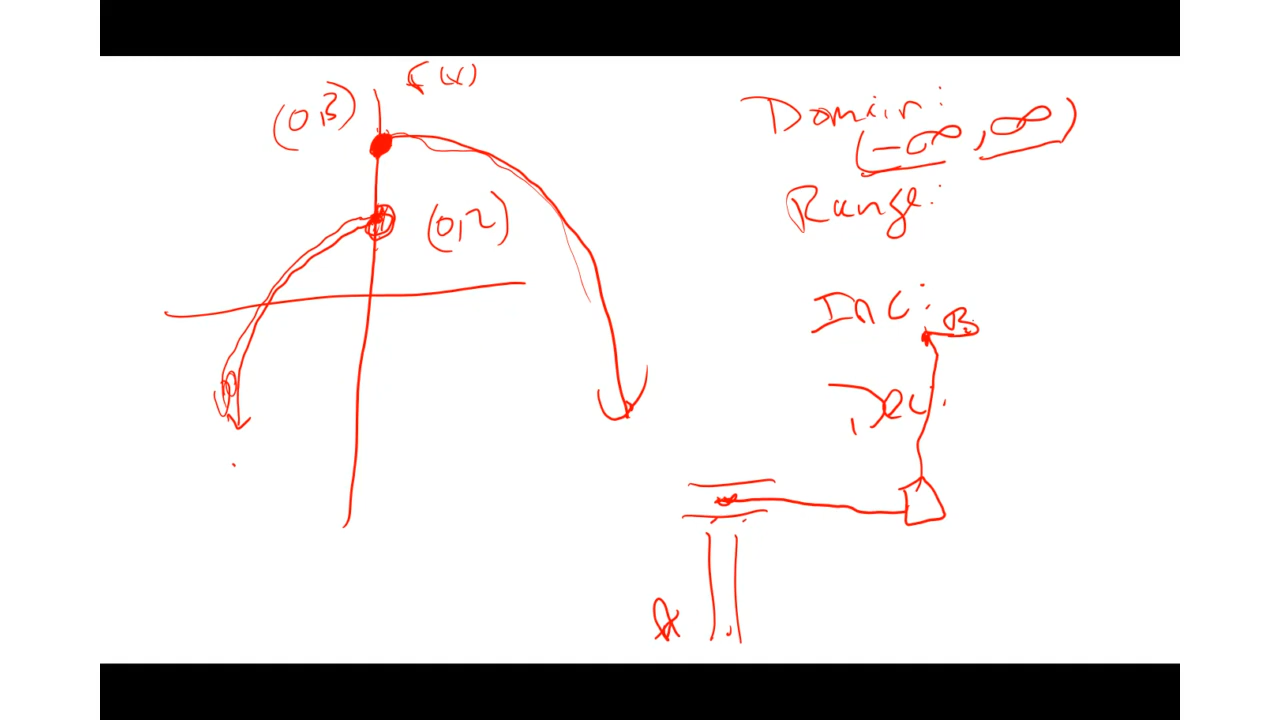 f(x)
(0,3)
(0,2)
Domain:
(-∞,∞)
Range:
Inc:
B
Dec: